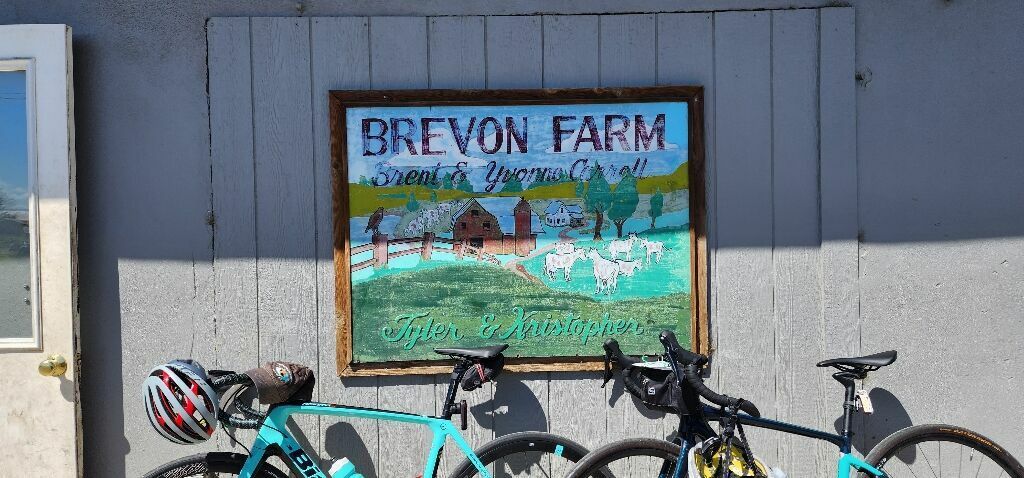 BREVON FARM
Brent & Yvonne Carroll
Tyler & Kristopher